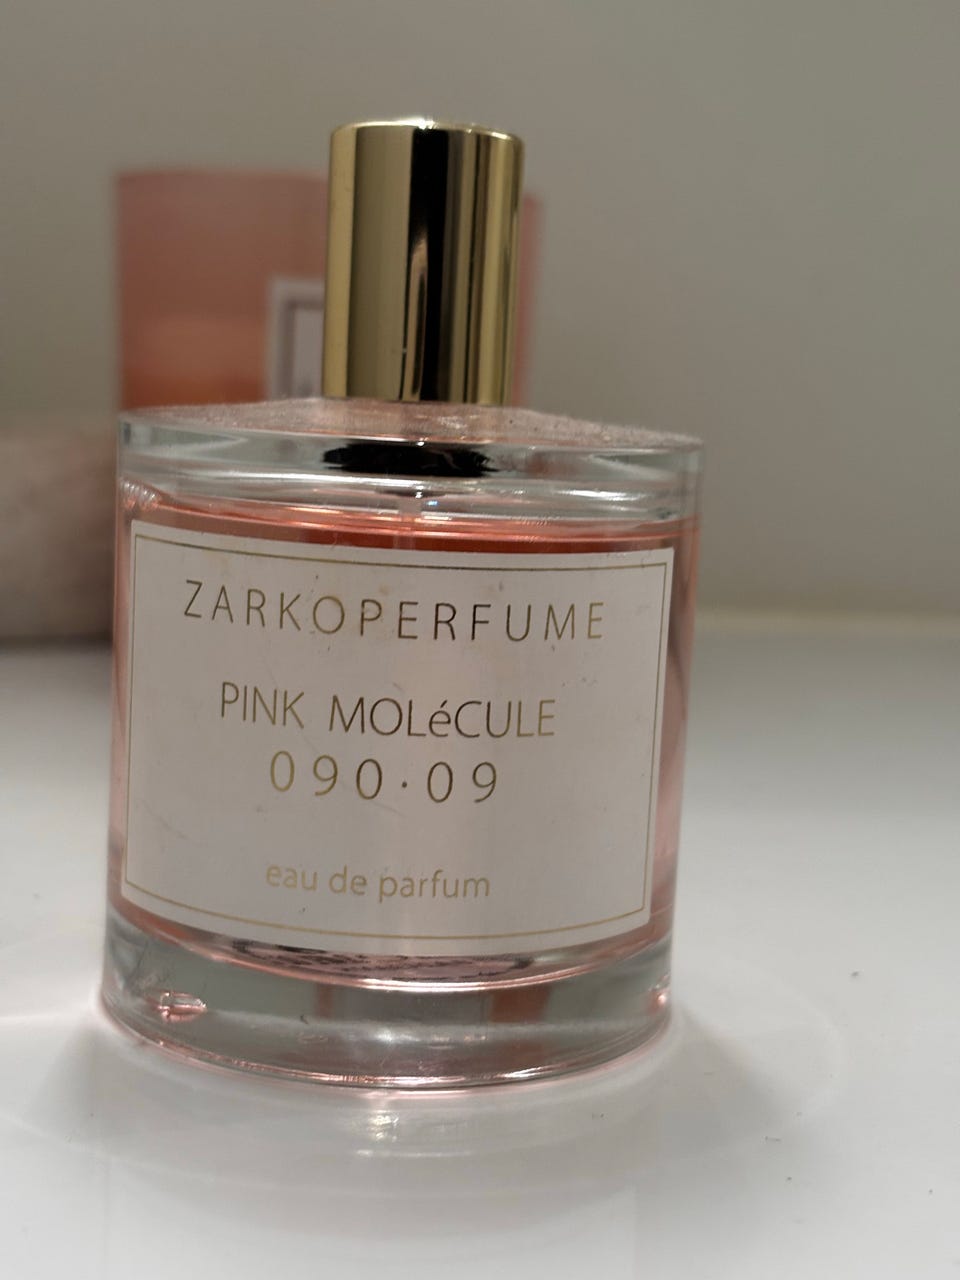 ZARKOPERFUME
PINK MOLéCULE
090·09
eau de parfum